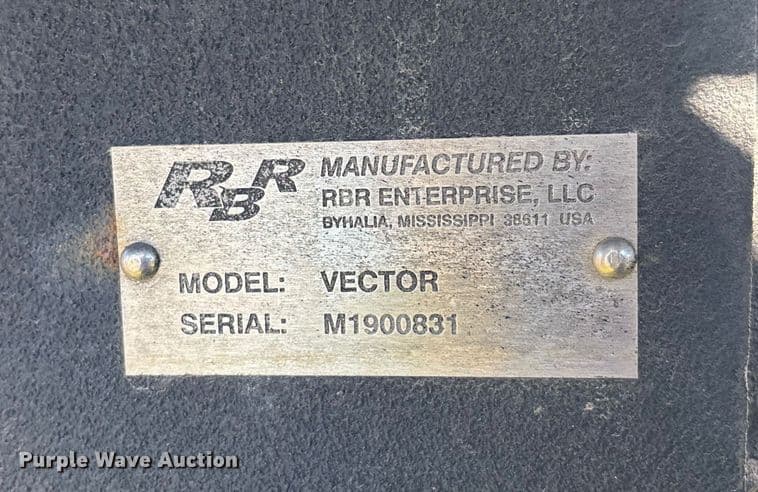 RBR
MANUFACTURED BY:
RBR ENTERPRISE, LLC
BYHALIA, MISSISSIPPI 38611 USA
MODEL: VECTOR
SERIAL: M1900831
Purple Wave Auction